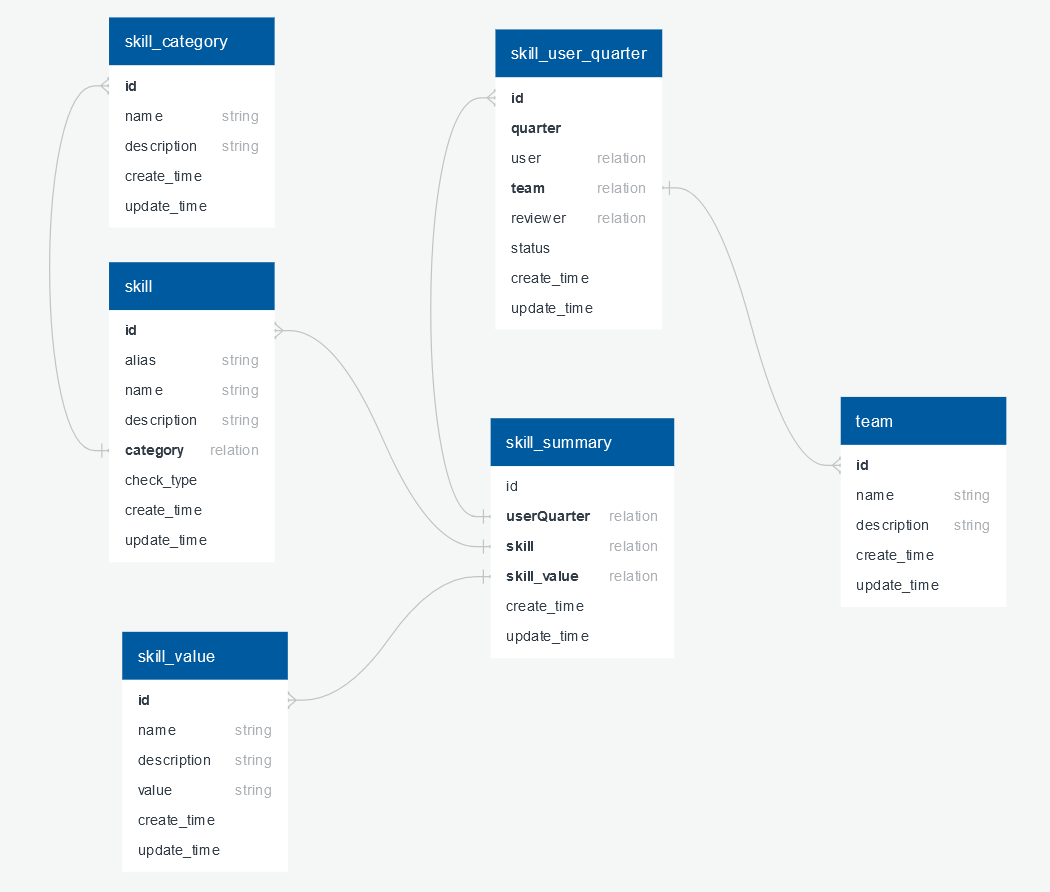 skill_category
id
name string
description string
create_time
update_time
skill
id
alias string
name string
description string
category relation
check_type
create_time
update_time
skill_value
id
name string
description string
value string
create_time
update_time
skill_user_quarter
id
quarter
user relation
team relation
reviewer relation
status
create_time
update_time
skill_summary
id
userQuarter relation
skill relation
skill_value relation
create_time
update_time
team
id
name string
description string
create_time
update_time